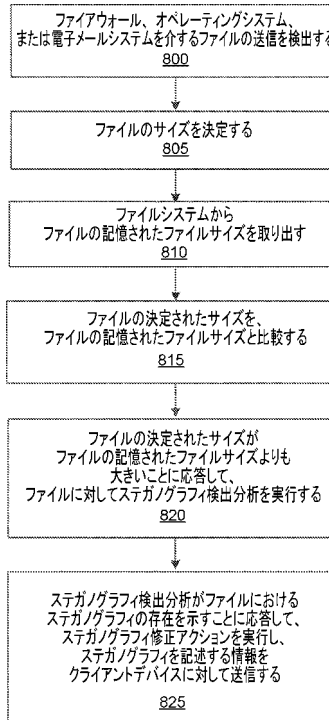 ファイアウォール、オペレーティングシステム、
または電子メールシステムを介するファイルの送信を検出する
800
ファイルのサイズを決定する
805
ファイルシステムから
ファイルの記憶されたファイルサイズを取り出す
810
ファイルの決定されたサイズを、
ファイルの記憶されたファイルサイズと比較する
815
ファイルの決定されたサイズが
ファイルの記憶されたファイルサイズよりも
大きいことに応答して、
ファイルに対してステガノグラフィ検出分析を実行する
820
ステガノグラフィ検出分析がファイルにおける
ステガノグラフィの存在を示すことに応答して、
ステガノグラフィ修正アクションを実行し、
ステガノグラフィを記述する情報を
クライアントデバイスに対して送信する
825